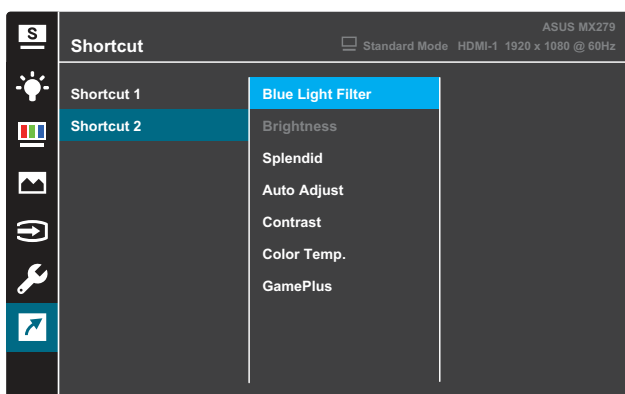 S
ASUS MX279
Shortcut
Standard Mode HDMI-1 1920 x 1080 @ 60Hz
Shortcut 1
Shortcut 2
Blue Light Filter
Brightness
Splendid
Auto Adjust
Contrast
Color Temp.
GamePlus